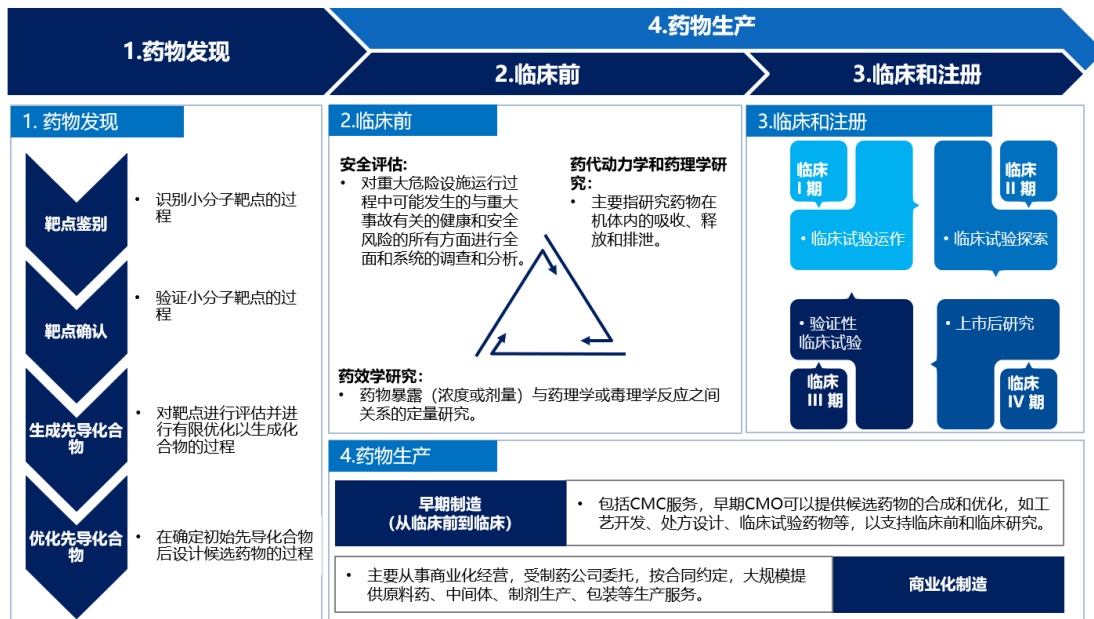 1.药物发现
4.药物生产
2.临床前
3.临床和注册
1. 药物发现
靶点鉴别
• 识别小分子靶点的过
程
靶点确认
• 验证小分子靶点的过
程
生成先导化合
物
• 对靶点进行评估并进
行有限优化以生成化
合物的过程
优化先导化合
物
• 在确定初始先导化合物
后设计候选药物的过程
2.临床前
安全评估:
• 对重大危险设施运行过
程中可能发生的与重大
事故有关的健康和安全
风险的所有方面进行全
面和系统的调查和分析。
药代动力学和药理学研
究:
• 主要指研究药物在
机体内的吸收、释
放和排泄。
药效学研究:
• 药物暴露（浓度或剂量）与药理学或毒理学反应之间
关系的定量研究。
3.临床和注册
临床
I 期
• 临床试验运作
临床
II 期
• 临床试验探索
• 验证性
临床试验
临床
III 期
• 上市后研究
临床
IV 期
4.药物生产
早期制造
（从临床前到临床）
• 包括CMC服务，早期CMO可以提供候选药物的合成和优化，如工
艺开发、处方设计、临床试验药物等，以支持临床前和临床研究。
• 主要从事商业化经营，受制药公司委托，按合同约定，大规模提
供原料药、中间体、制剂生产、包装等生产服务。
商业化制造